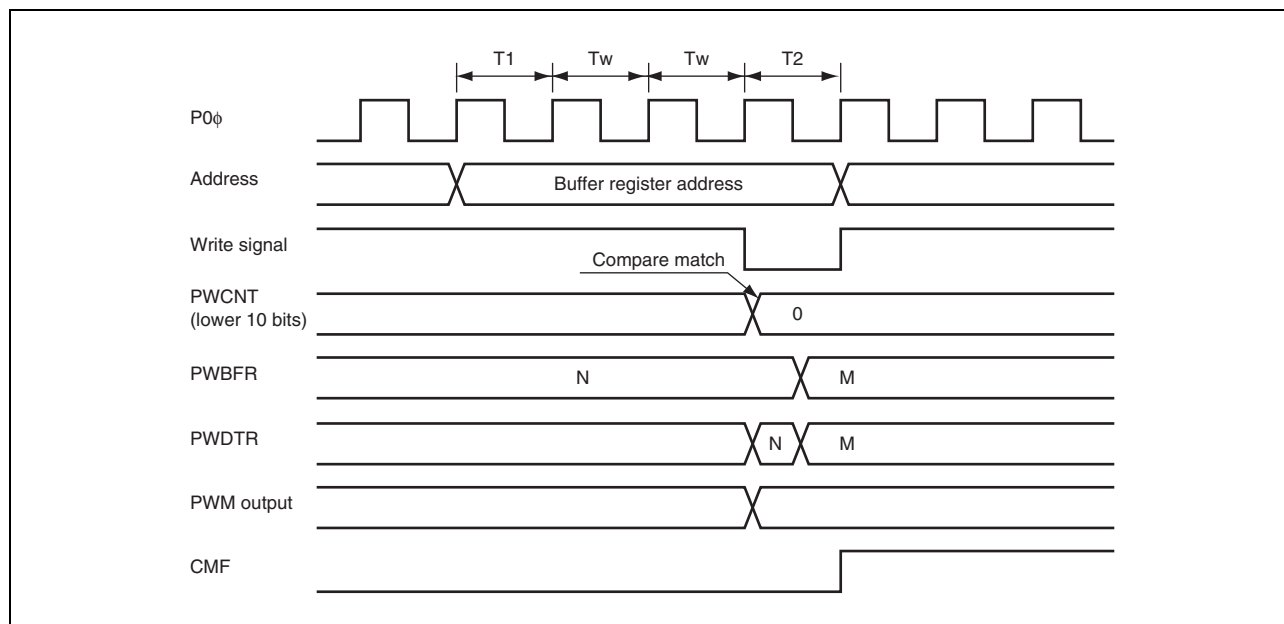 T1 Tw Tw T2
P0ϕ
Address
Buffer register address
Write signal
Compare match
PWCNT
(lower 10 bits)
0
PWBFR
N M
PWDTR
N M
PWM output
CMF